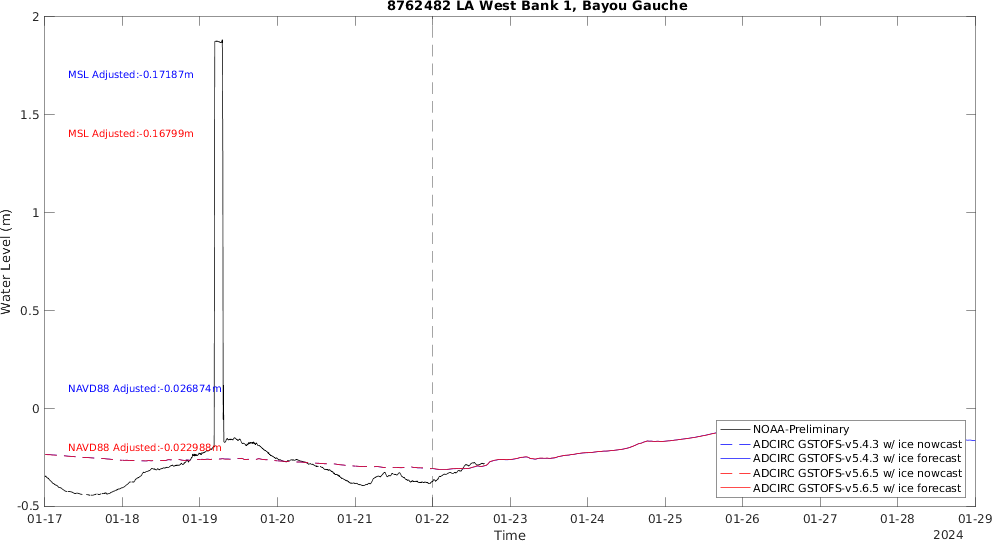 8762482 LA West Bank 1, Bayou Gauche
2
1.5
1
0.5
0
-0.5
Water Level (m)
MSL Adjusted:-0.17187m
MSL Adjusted:-0.16799m
NAVD88 Adjusted:-0.026874m
NAVD88 Adjusted:-0.022988m
NOAA-Preliminary
ADCIRC GSTOFS-v5.4.3 w/ ice nowcast
ADCIRC GSTOFS-v5.4.3 w/ ice forecast
ADCIRC GSTOFS-v5.6.5 w/ ice nowcast
ADCIRC GSTOFS-v5.6.5 w/ ice forecast
01-17 01-18 01-19 01-20 01-21 01-22 01-23 01-24 01-25 01-26 01-27 01-28 01-29
Time
2024